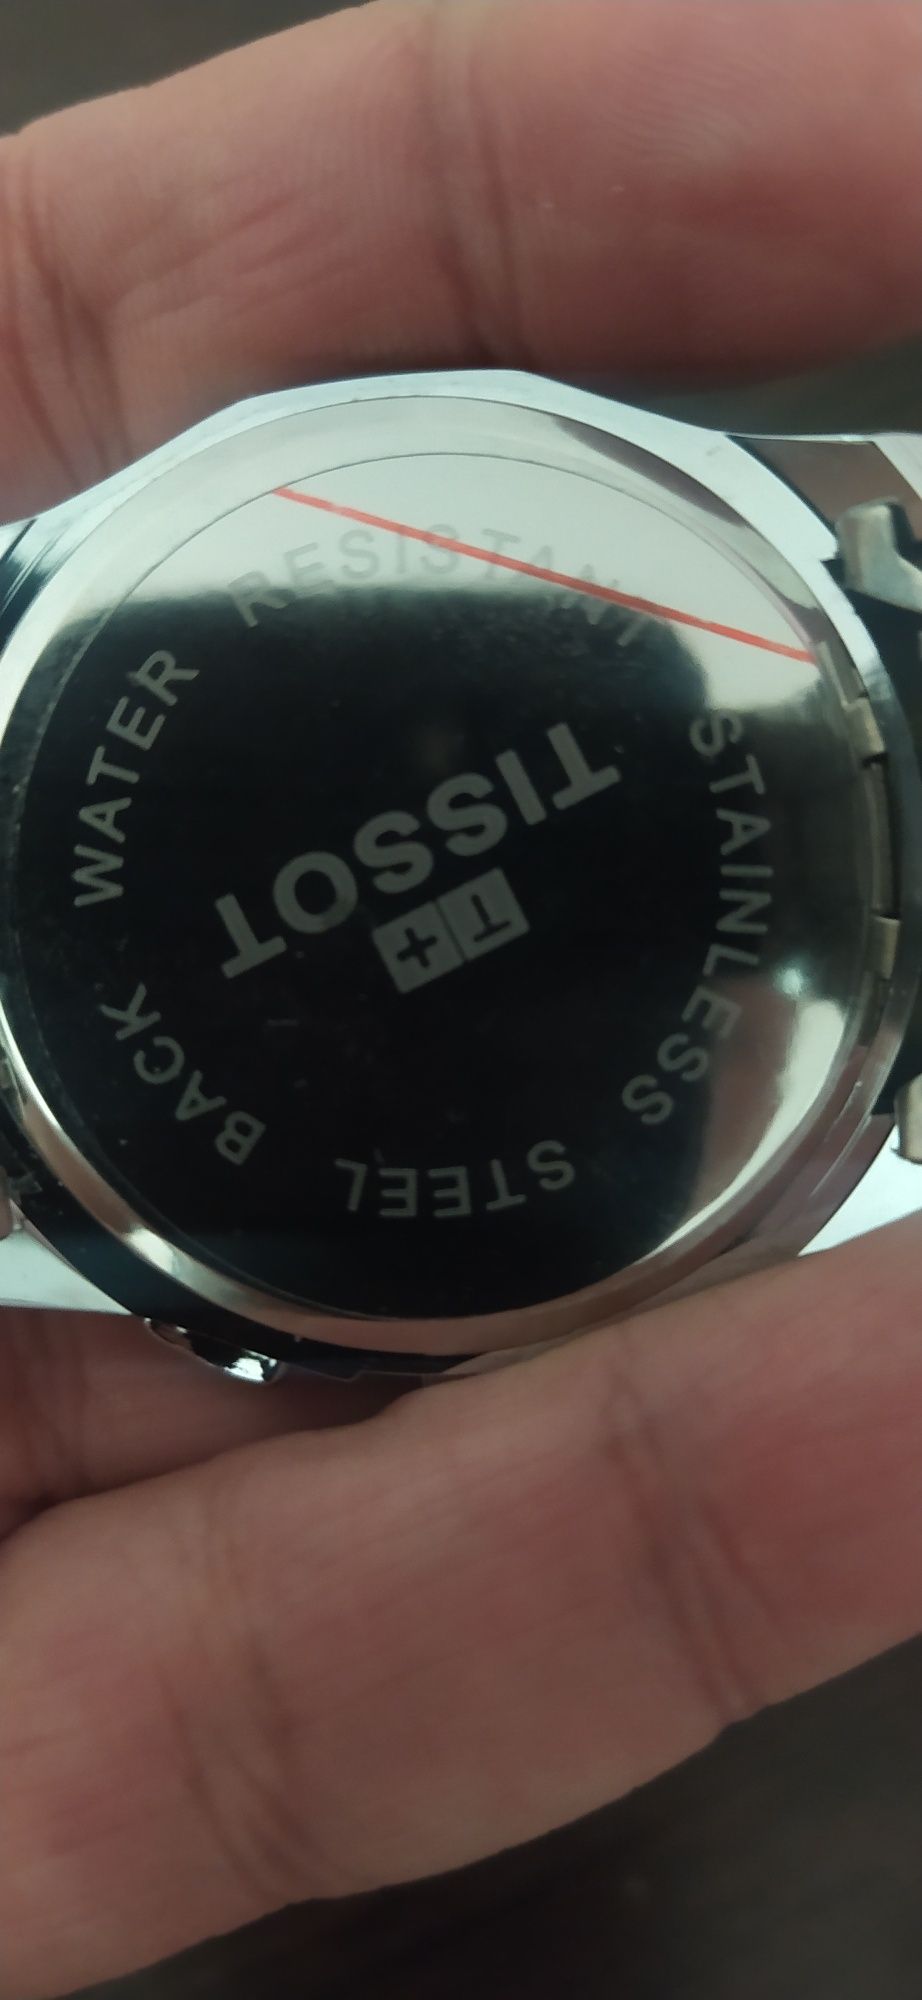 WATER RESISTANT
STAINLESS STEEL BACK
TISSOT
T+